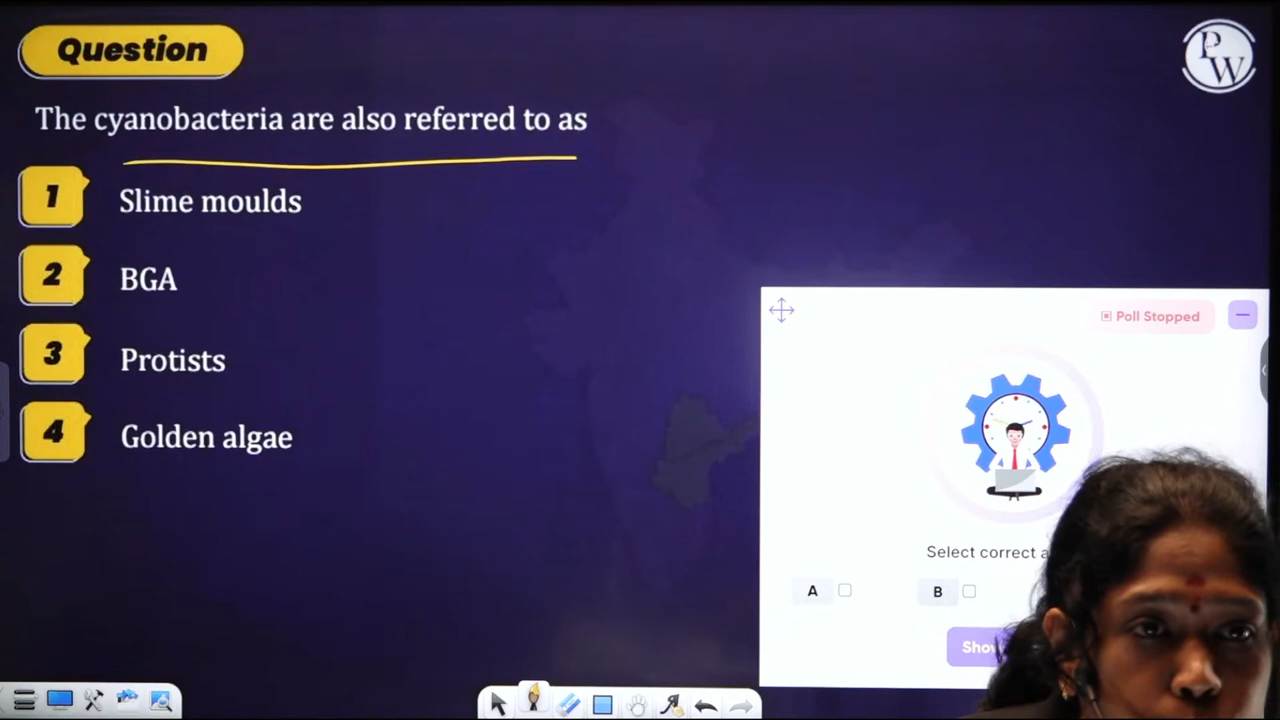 Question
PW
The cyanobacteria are also referred to as
1 Slime moulds
2 BGA
3 Protists
4 Golden algae
Poll Stopped
Select correct a
A
B
Show